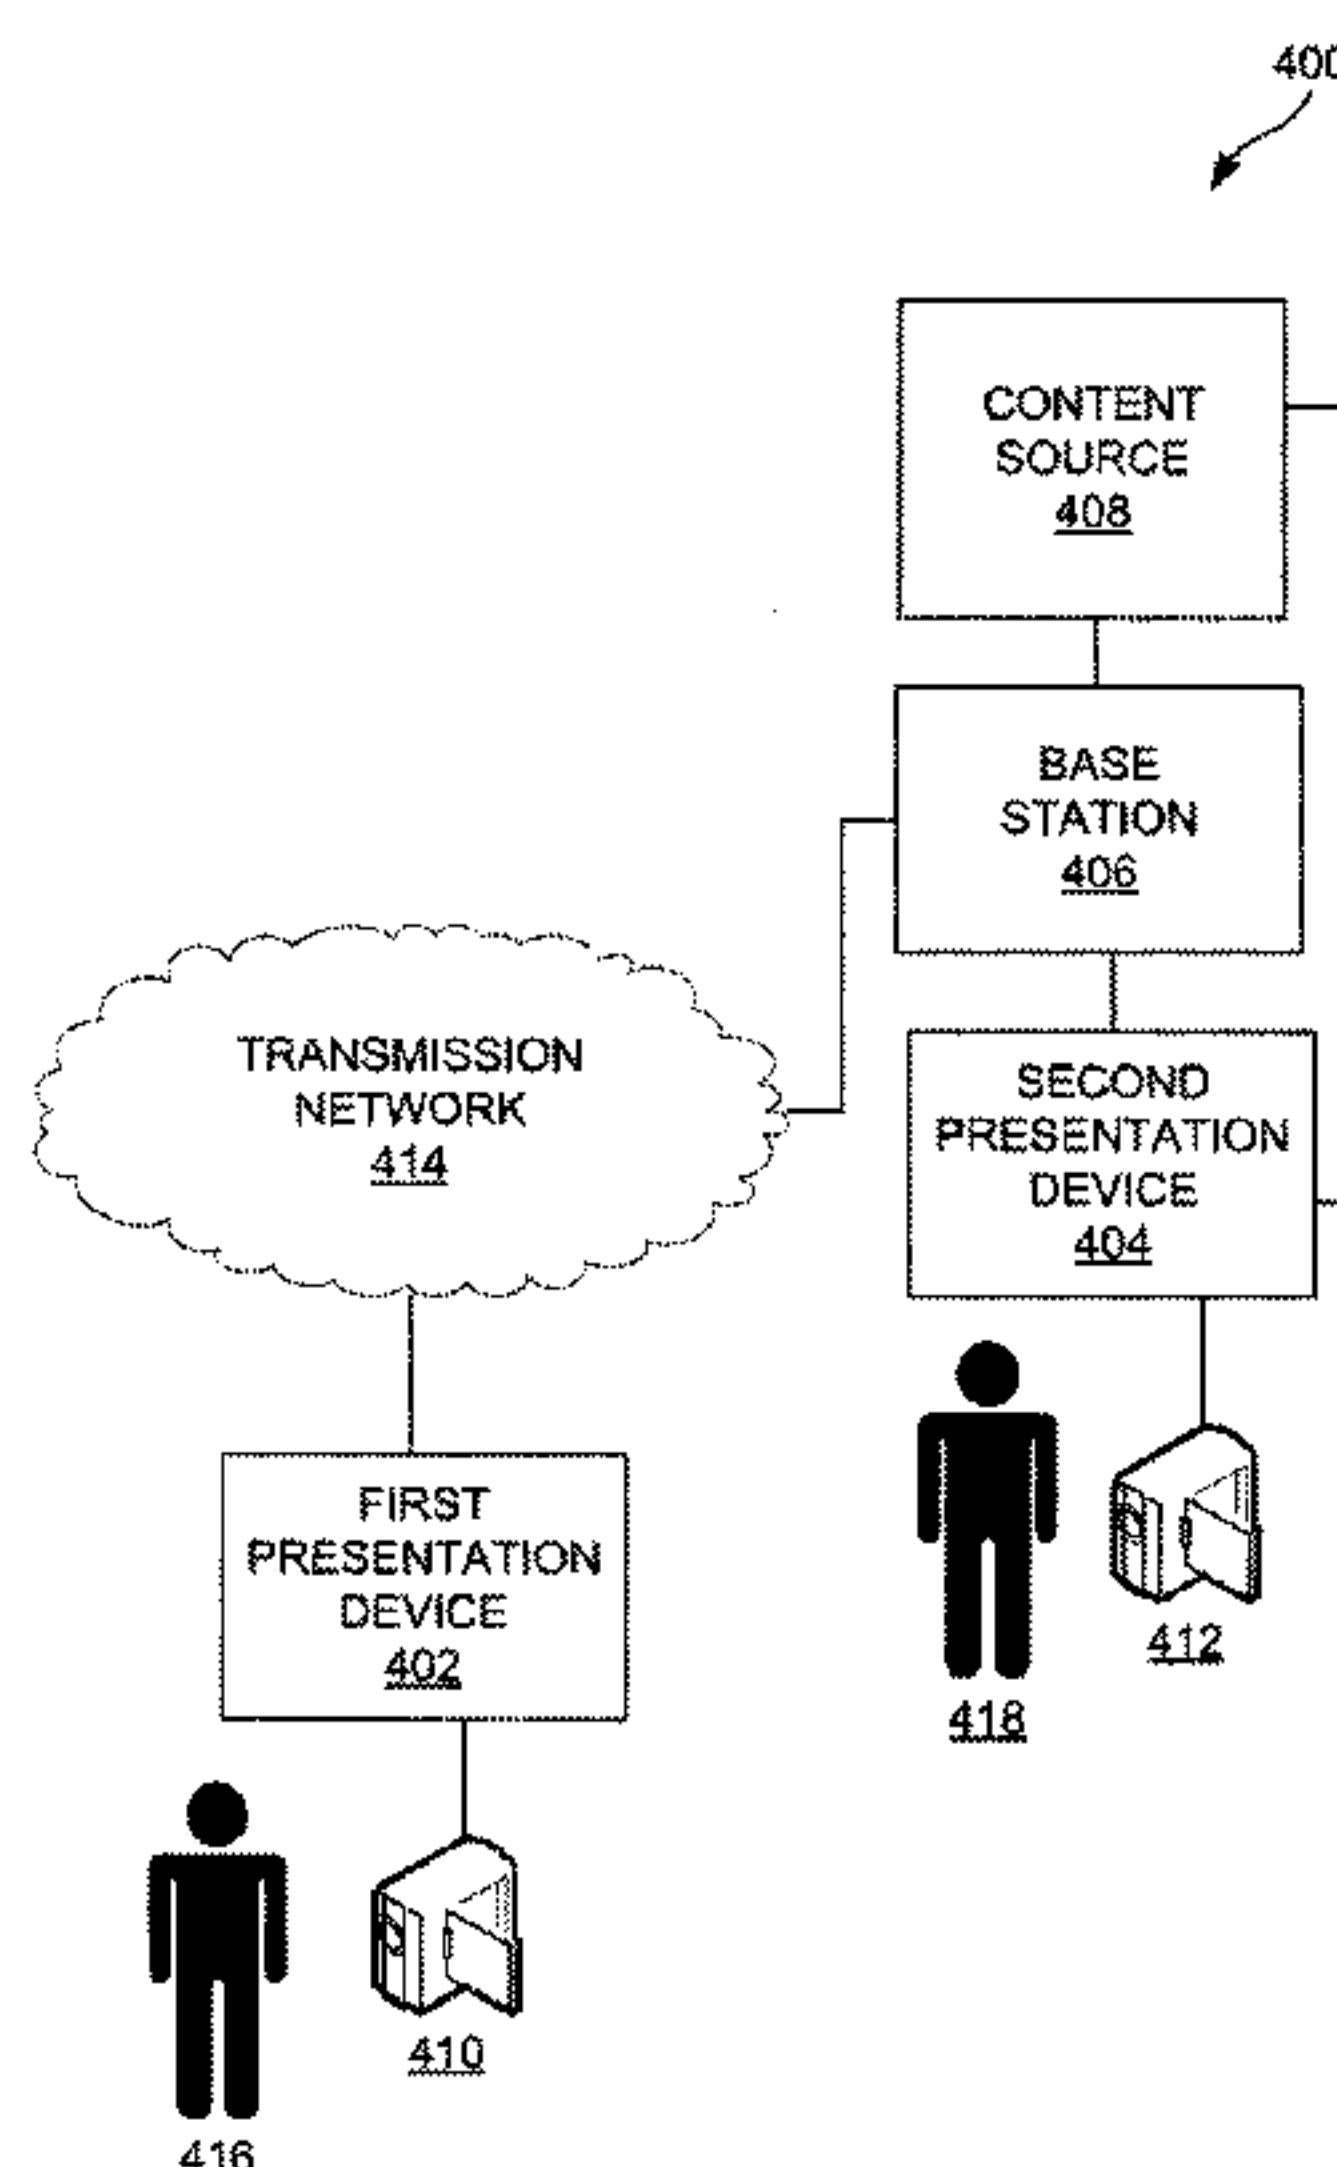 400
CONTENT
SOURCE
408
BASE
STATION
406
TRANSMISSION
NETWORK
414
SECOND
PRESENTATION
DEVICE
404
FIRST
PRESENTATION
DEVICE
402
412
418
410
416